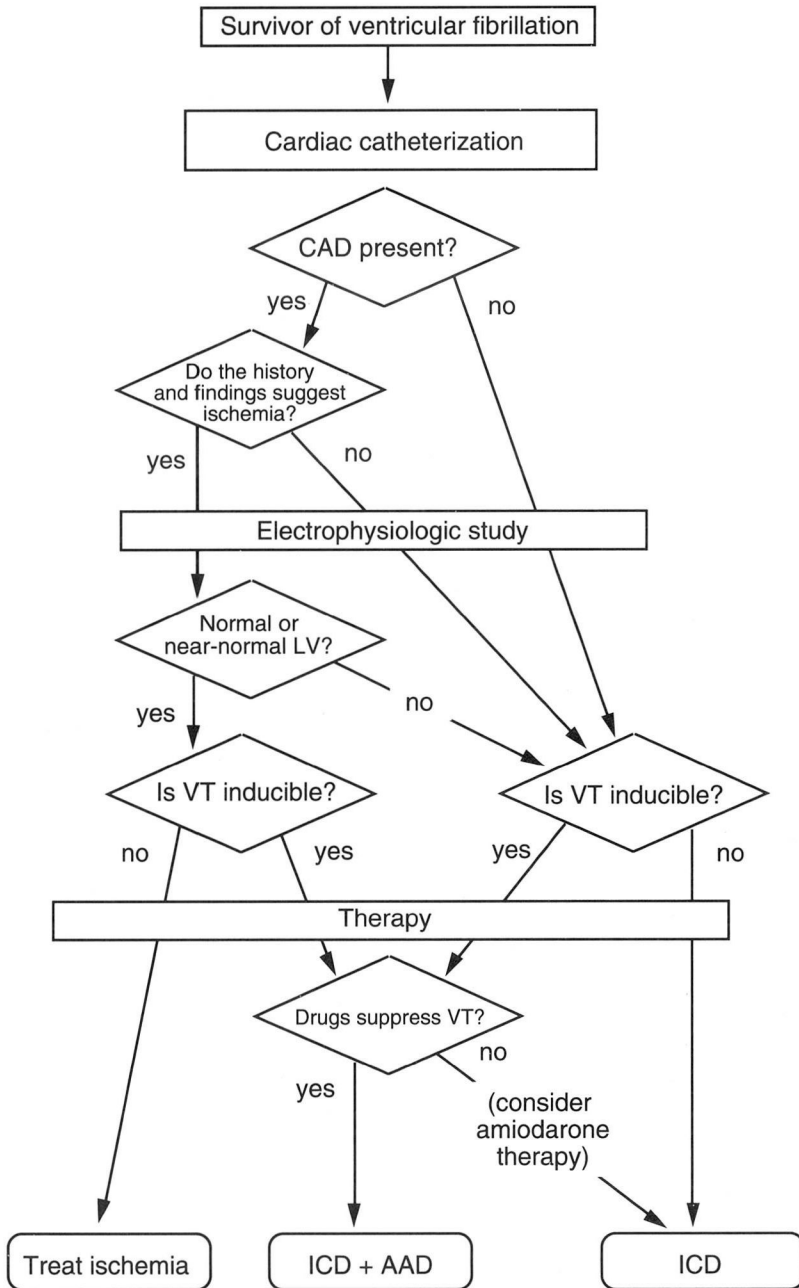 Survivor of ventricular fibrillation
Cardiac catheterization
CAD present?
yes
no
Do the history
and findings suggest
ischemia?
yes
no
Electrophysiologic study
Normal or
near-normal LV?
yes
no
Is VT inducible?
Is VT inducible?
no
yes
yes
no
Therapy
Drugs suppress VT?
yes
no
(consider
amiodarone
therapy)
Treat ischemia
ICD + AAD
ICD